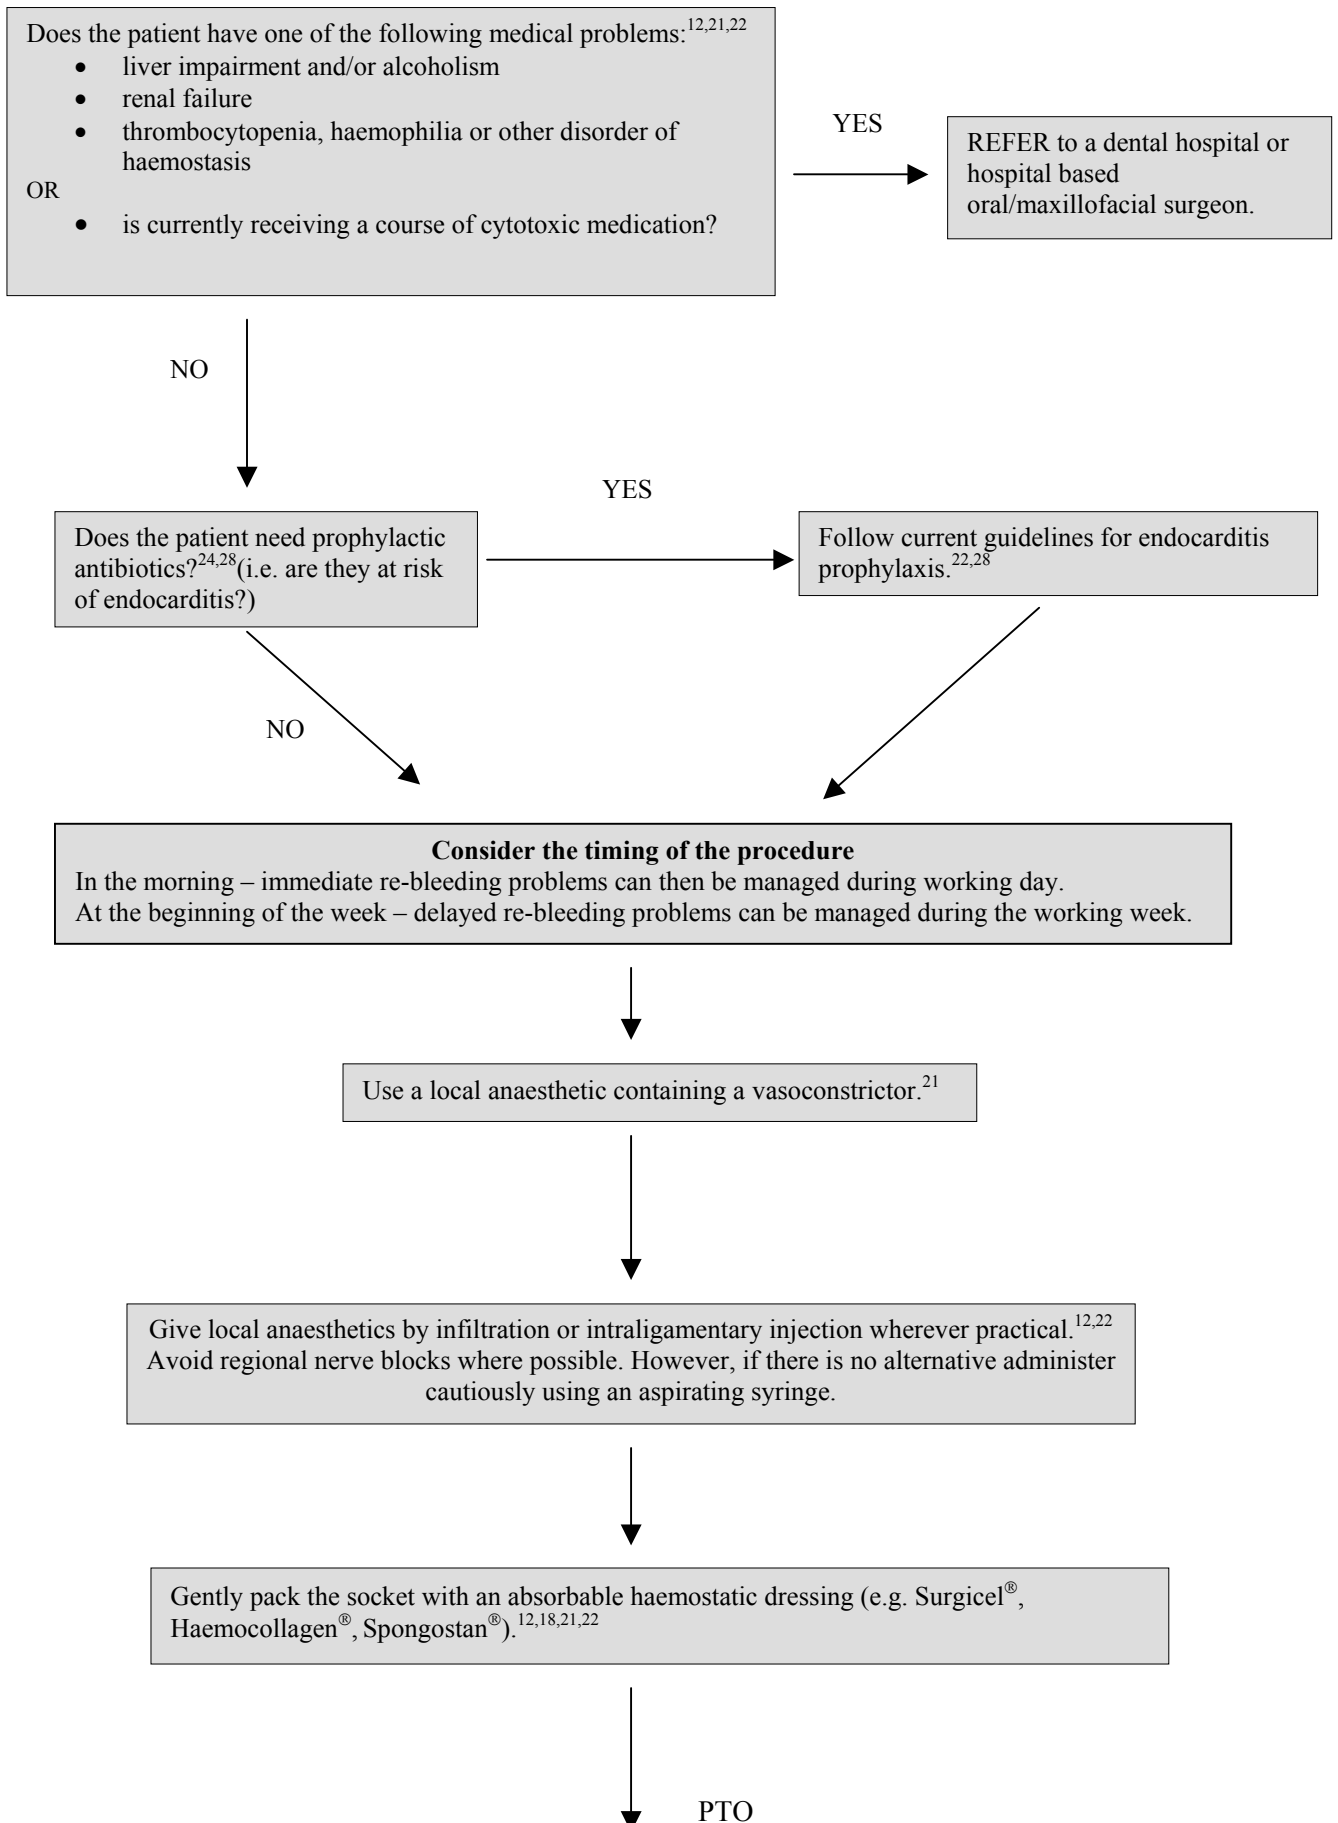 Does the patient have one of the following medical problems:12,21,22
• liver impairment and/or alcoholism
• renal failure
• thrombocytopenia, haemophilia or other disorder of
haemostasis
OR
• is currently receiving a course of cytotoxic medication?
YES
REFER to a dental hospital or
hospital based
oral/maxillofacial surgeon.
NO
Does the patient need prophylactic
antibiotics?24,28(i.e. are they at risk
of endocarditis?)
YES
Follow current guidelines for endocarditis
prophylaxis.22,28
NO
Consider the timing of the procedure
In the morning – immediate re-bleeding problems can then be managed during working day.
At the beginning of the week – delayed re-bleeding problems can be managed during the working week.
Use a local anaesthetic containing a vasoconstrictor.21
Give local anaesthetics by infiltration or intraligamentary injection wherever practical.12,22
Avoid regional nerve blocks where possible. However, if there is no alternative administer
cautiously using an aspirating syringe.
Gently pack the socket with an absorbable haemostatic dressing (e.g. Surgicel®,
Haemocollagen®, Spongostan®).12,18,21,22
PTO